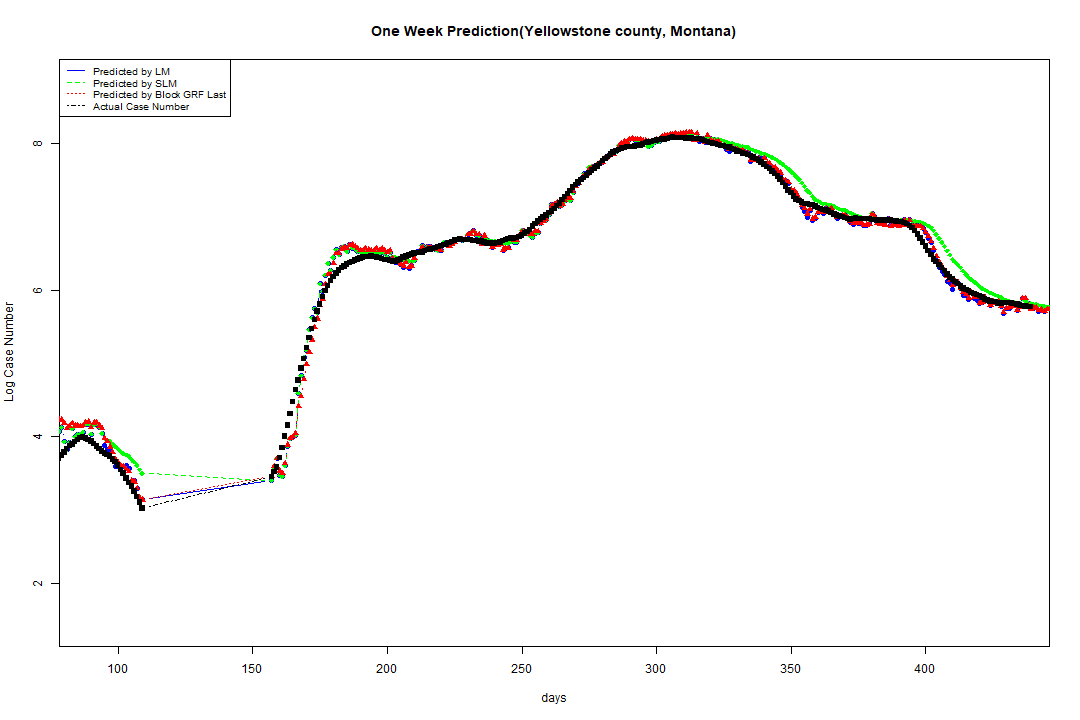 One Week Prediction(Yellowstone county, Montana)
Predicted by LM
Predicted by SLM
Predicted by Block GRF Last
Actual Case Number
8
6
4
2
Log Case Number
100 150 200 250 300 350 400
days